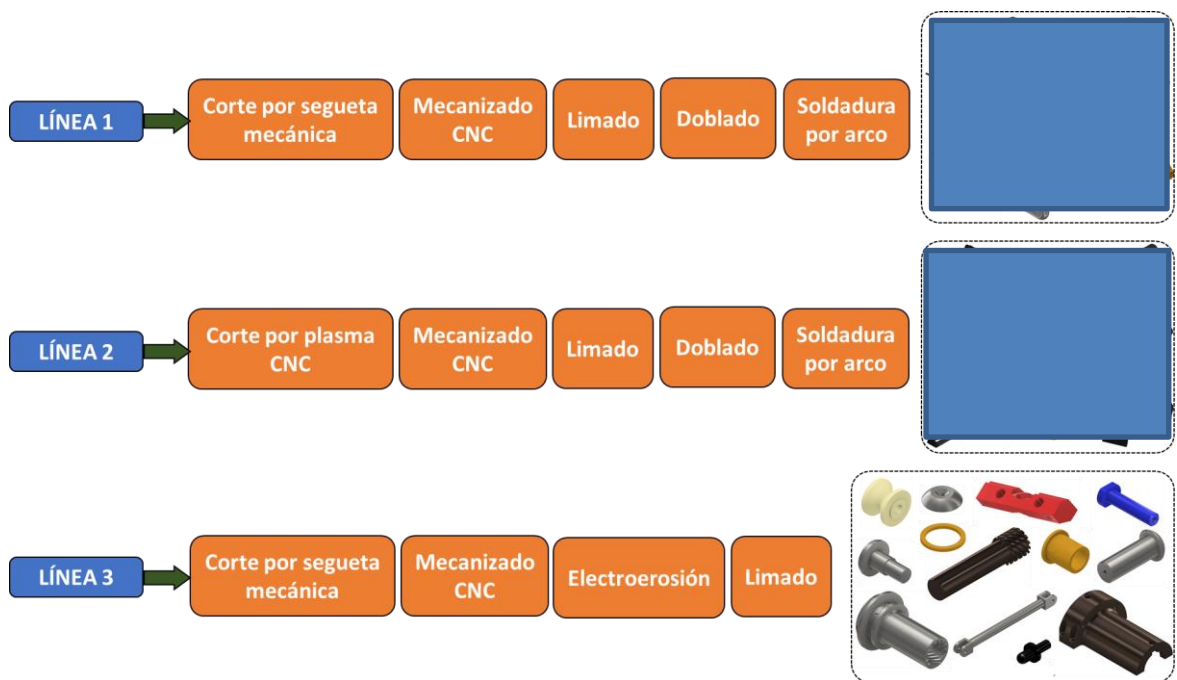 LÍNEA 1
Corte por segueta
mecánica
Mecanizado
CNC
Limado
Doblado
Soldadura
por arco
LÍNEA 2
Corte por plasma
CNC
Mecanizado
CNC
Limado
Doblado
Soldadura
por arco
LÍNEA 3
Corte por segueta
mecánica
Mecanizado
CNC
Electroerosión
Limado